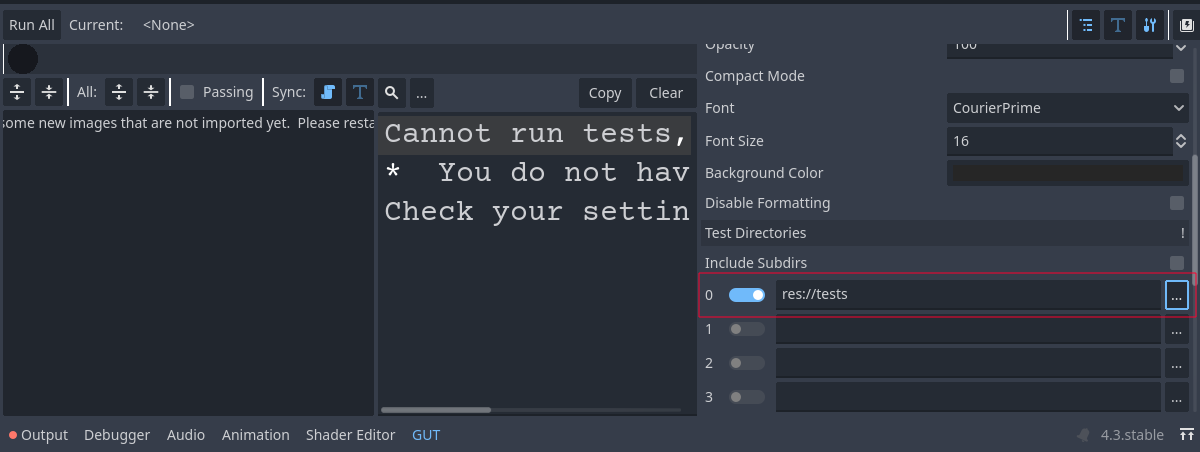 Run All Current: <None>
Opacity 100
Compact Mode
All: Passing Sync: T ... Copy Clear
Font CourierPrime
some new images that are not imported yet. Please resta
Cannot run tests,
* You do not hav
Check your settin
Font Size 16
Background Color
Disable Formatting
Test Directories !
Include Subdirs
0 res://tests ...
1 ...
2 ...
3 ...
Output Debugger Audio Animation Shader Editor GUT 4.3.stable